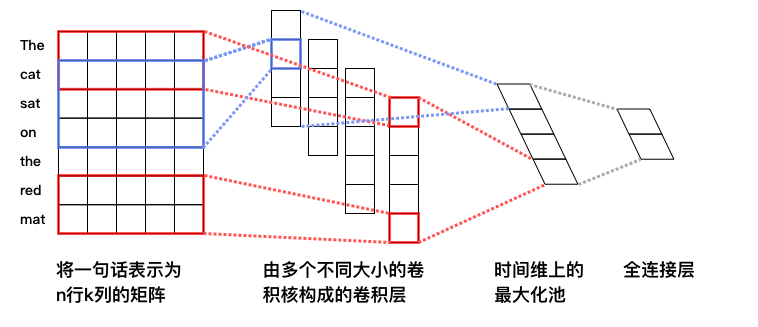 The
cat
sat
on
the
red
mat
将一句话表示为
n行k列的矩阵
由多个不同大小的卷
积核构成的卷积层
时间维上的
最大化池
全连接层